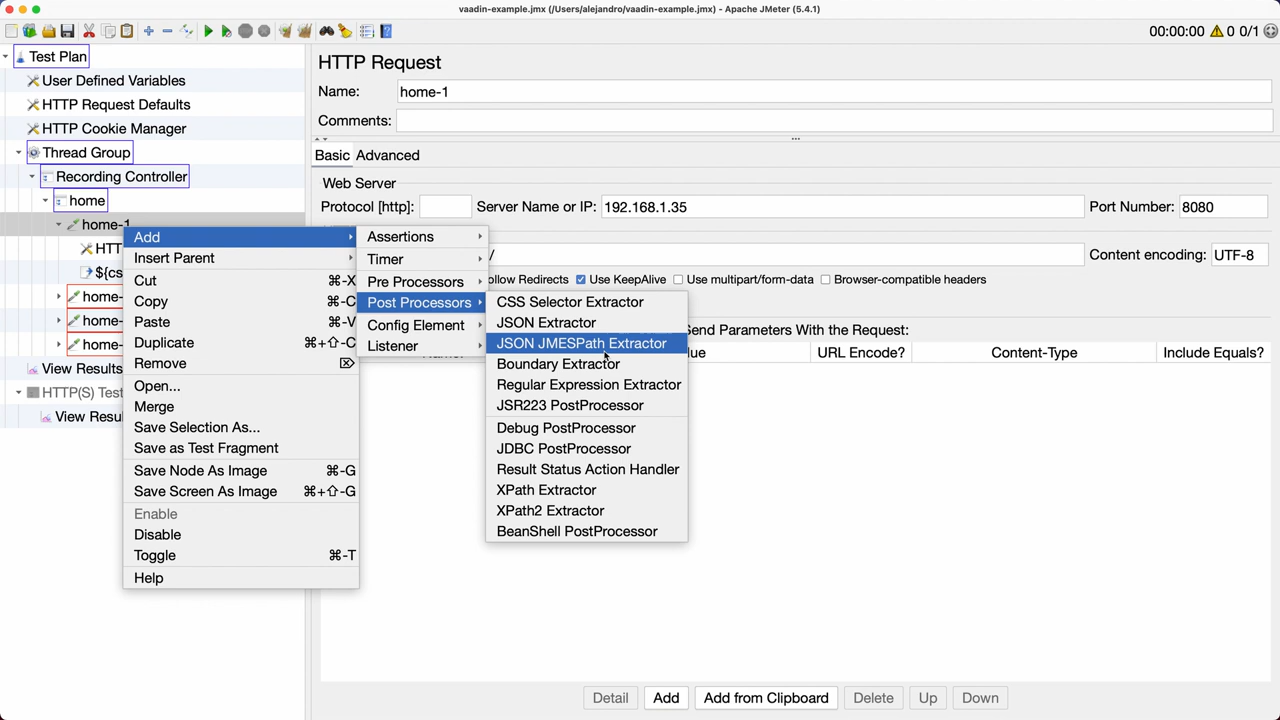 vaadin-example.jmx (/Users/alejandro/vaadin-example.jmx) - Apache JMeter (5.4.1)
00:00:00 0 0/1
Test Plan
User Defined Variables
HTTP Request Defaults
HTTP Cookie Manager
Thread Group
Recording Controller
home
home-1
HTT
${cs
home-
home-
home-
View Results
HTTP(S) Test
View Resul
Add
Insert Parent
Cut ⌘-X
Copy ⌘-C
Paste ⌘-V
Duplicate ⌘+⇧-C
Remove ⌦
Open...
Merge
Save Selection As...
Save as Test Fragment
Save Node As Image ⌘-G
Save Screen As Image ⌘+⇧-G
Enable
Disable
Toggle ⌘-T
Help
Assertions
Timer
Pre Processors
Post Processors
Config Element
Listener
CSS Selector Extractor
JSON Extractor
JSON JMESPath Extractor
Boundary Extractor
Regular Expression Extractor
JSR223 PostProcessor
Debug PostProcessor
JDBC PostProcessor
Result Status Action Handler
XPath Extractor
XPath2 Extractor
BeanShell PostProcessor
HTTP Request
Name: home-1
Comments:
Basic Advanced
Web Server
Protocol [http]: Server Name or IP: 192.168.1.35 Port Number: 8080
/ Content encoding: UTF-8
ollow Redirects Use KeepAlive Use multipart/form-data Browser-compatible headers
Send Parameters With the Request:
lue URL Encode? Content-Type Include Equals?
Detail Add Add from Clipboard Delete Up Down